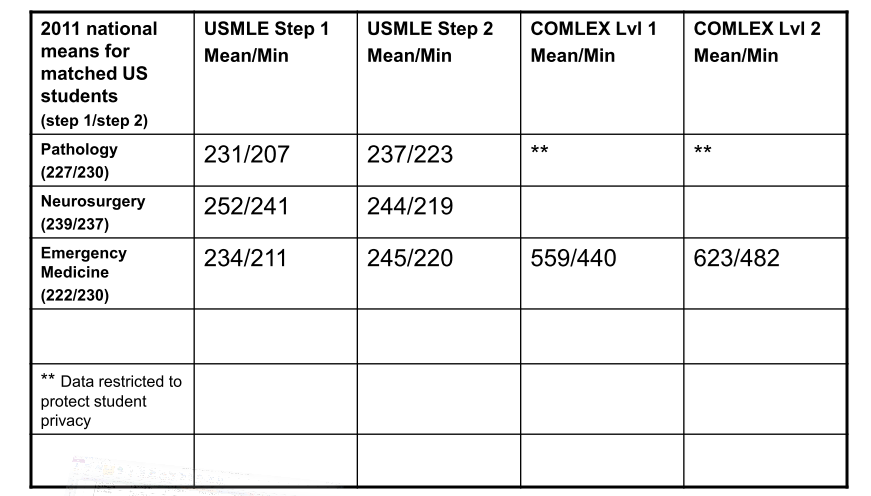 2011 national
means for
matched US
students
(step 1/step 2)
USMLE Step 1
Mean/Min
USMLE Step 2
Mean/Min
COMLEX Lvl 1
Mean/Min
COMLEX Lvl 2
Mean/Min
Pathology
(227/230)
231/207
237/223
**
**
Neurosurgery
(239/237)
252/241
244/219
Emergency
Medicine
(222/230)
234/211
245/220
559/440
623/482
** Data restricted to
protect student
privacy